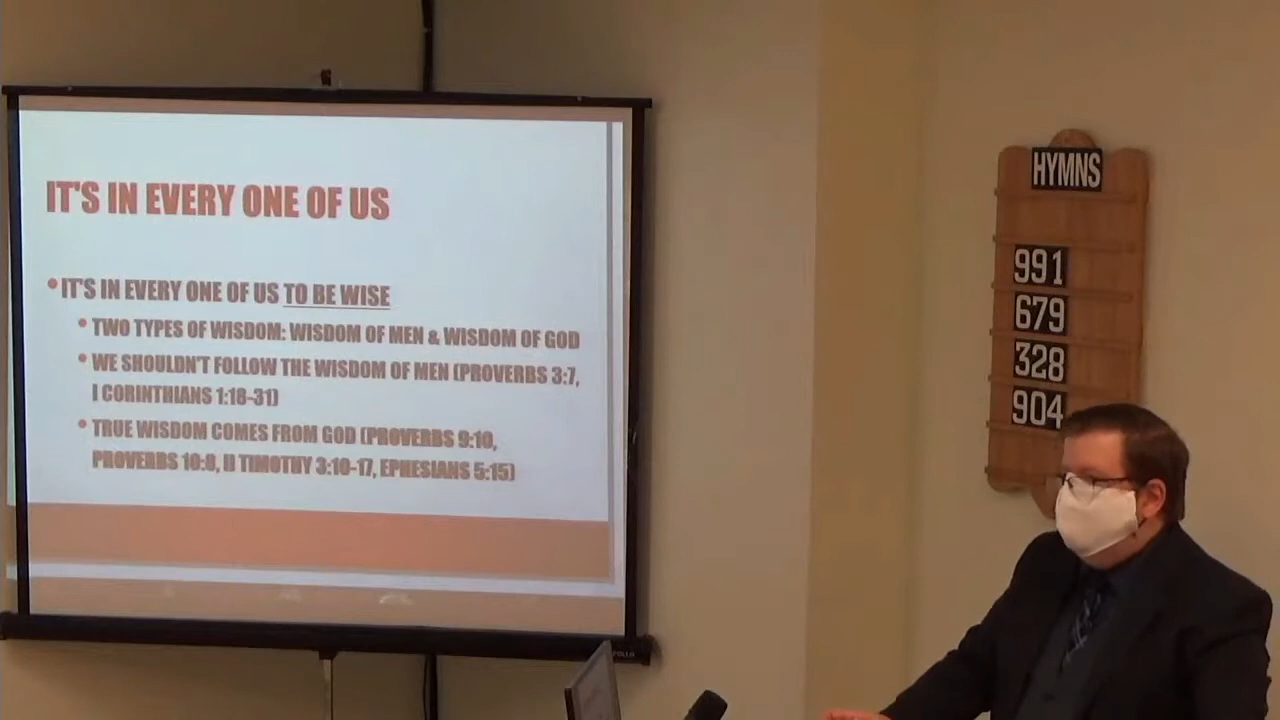 IT'S IN EVERY ONE OF US
•IT'S IN EVERY ONE OF US TO BE WISE
•TWO TYPES OF WISDOM: WISDOM OF MEN & WISDOM OF GOD
•WE SHOULDN'T FOLLOW THE WISDOM OF MEN (PROVERBS 3:7,
I CORINTHIANS 1:18-31)
•TRUE WISDOM COMES FROM GOD (PROVERBS 9:10,
PROVERBS 10:8, II TIMOTHY 3:10-17, EPHESIANS 5:15)
HYMNS
991
679
328
904